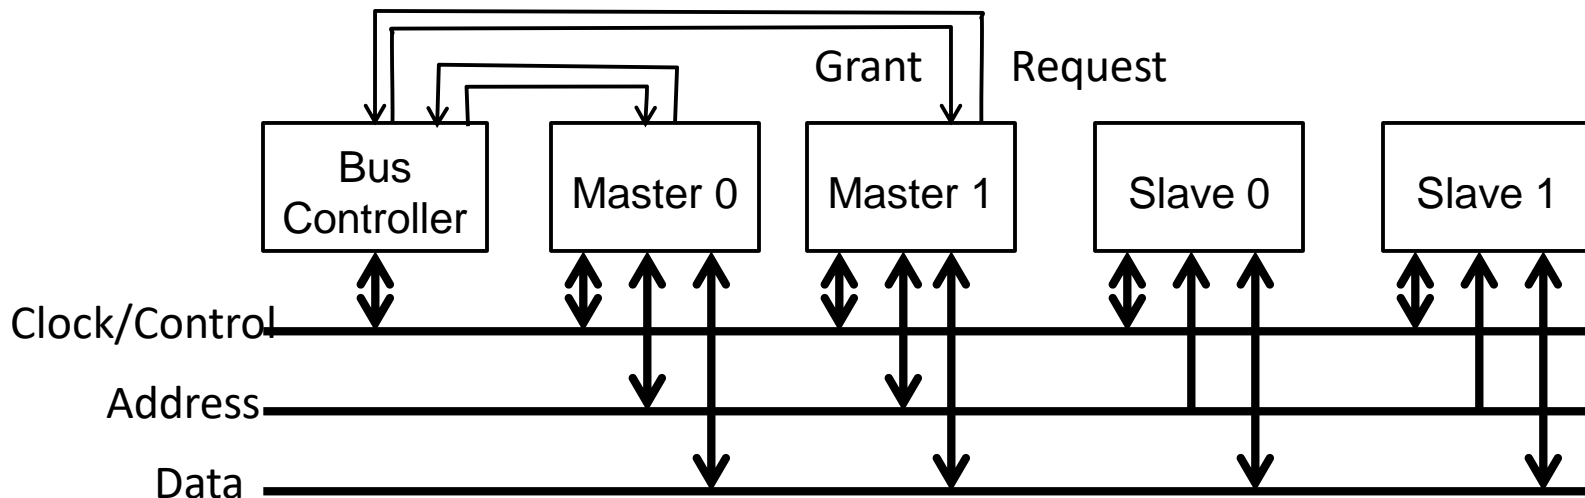 Grant Request
Bus
Controller
Master 0
Master 1
Slave 0
Slave 1
Clock/Control
Address
Data